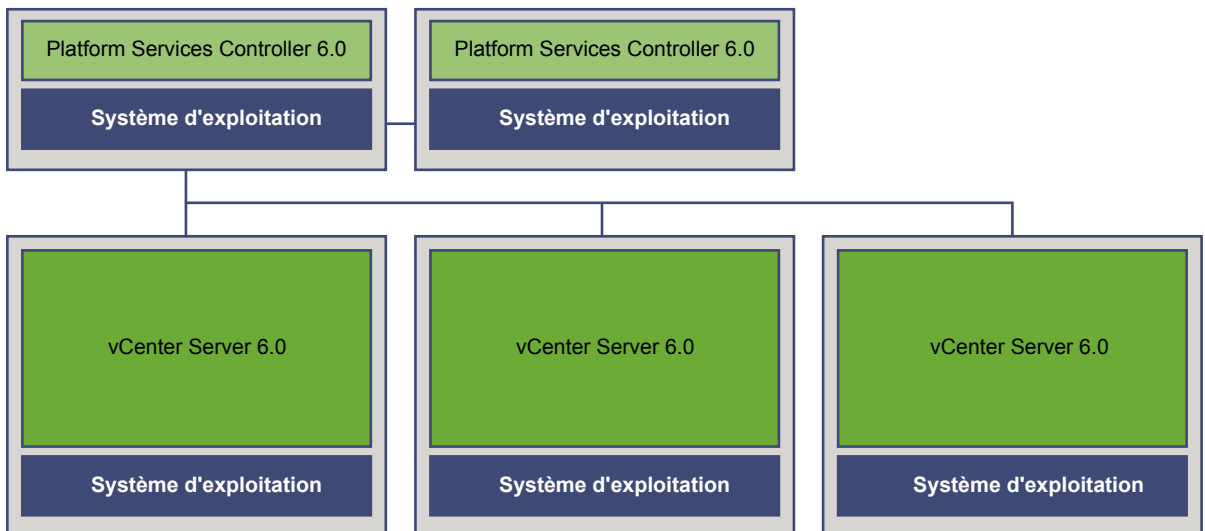 Platform Services Controller 6.0
Platform Services Controller 6.0
Système d'exploitation
Système d'exploitation
vCenter Server 6.0
vCenter Server 6.0
vCenter Server 6.0
Système d'exploitation
Système d'exploitation
Système d'exploitation